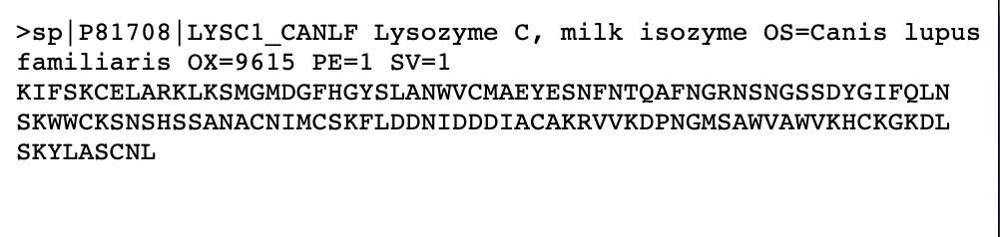 >sp|P81708|LYSC1_CANLF Lysozyme C, milk isozyme OS=Canis lupus
familiaris OX=9615 PE=1 SV=1
KIFSKCELARKLKSMGMDGFHGYSLANWVCMAEYESNFNTQAFNGRNSNGSSDYGIFQLN
SKWWCKSNSHSSANACNIMCSKFLDDNIDDDIACAKRVVKDPNGMSAWVAWVKHCKGKDL
SKYLASCNL